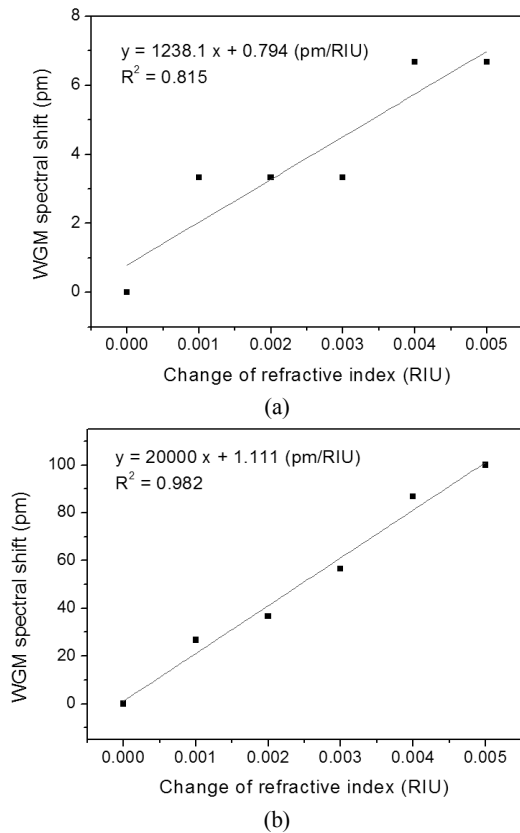 8
y = 1238.1 x + 0.794 (pm/RIU)
R² = 0.815
6
4
2
0
WGM spectral shift (pm)
0.000 0.001 0.002 0.003 0.004 0.005
Change of refractive index (RIU)
(a)
y = 20000 x + 1.111 (pm/RIU)
R² = 0.982
100
80
60
40
20
0
WGM spectral shift (pm)
0.000 0.001 0.002 0.003 0.004 0.005
Change of refractive index (RIU)
(b)